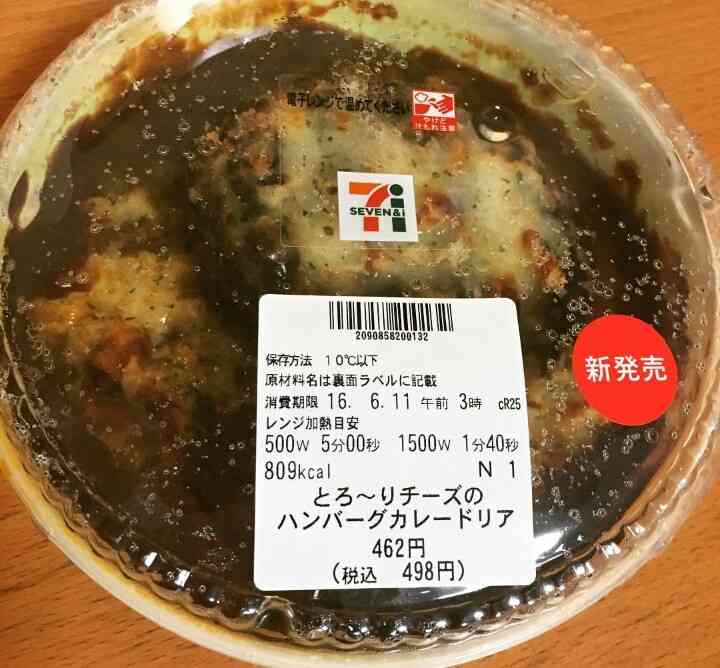 電子レンジで温めてください
やけど
汁もれ注意
SEVEN&i
2090858200132
保存方法 10℃以下
原材料名は裏面ラベルに記載
消費期限 16. 6.11 午前 3時 cR25
レンジ加熱目安
500W 5分00秒 1500W 1分40秒
809kcal N 1
とろ~りチーズの
ハンバーグカレードリア
462円
(税込 498円)
新発売